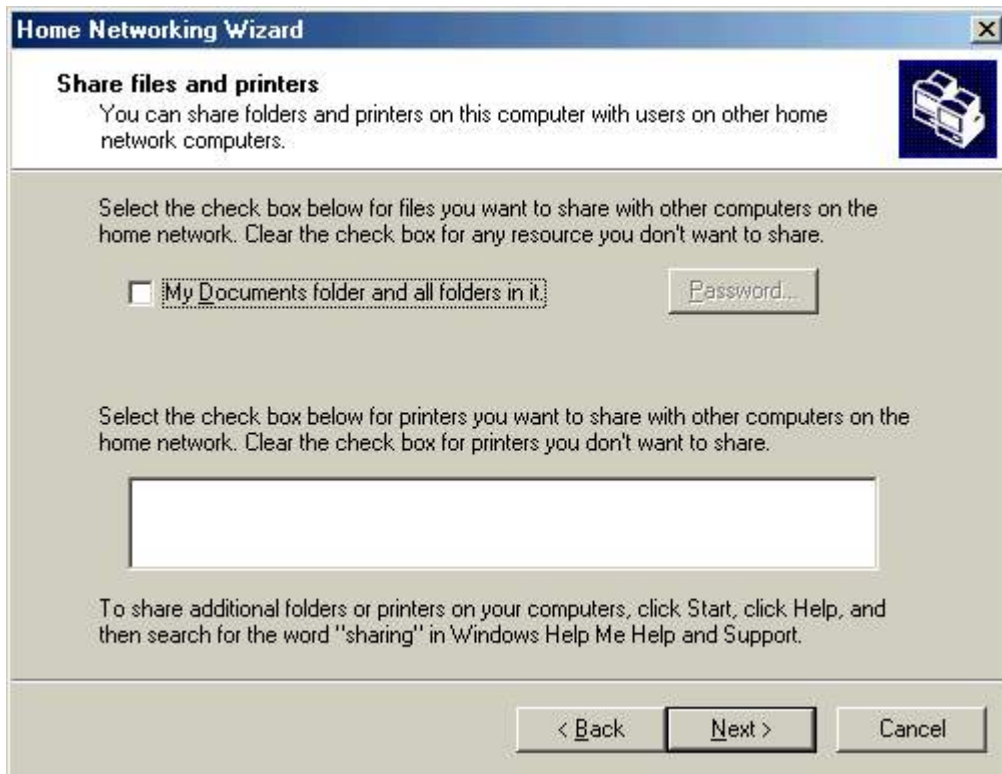 Home Networking Wizard
Share files and printers
You can share folders and printers on this computer with users on other home
network computers.
Select the check box below for files you want to share with other computers on the
home network. Clear the check box for any resource you don't want to share.
My Documents folder and all folders in it.
Password...
Select the check box below for printers you want to share with other computers on the
home network. Clear the check box for printers you don't want to share.
To share additional folders or printers on your computers, click Start, click Help, and
then search for the word "sharing" in Windows Help Me Help and Support.
< Back
Next >
Cancel